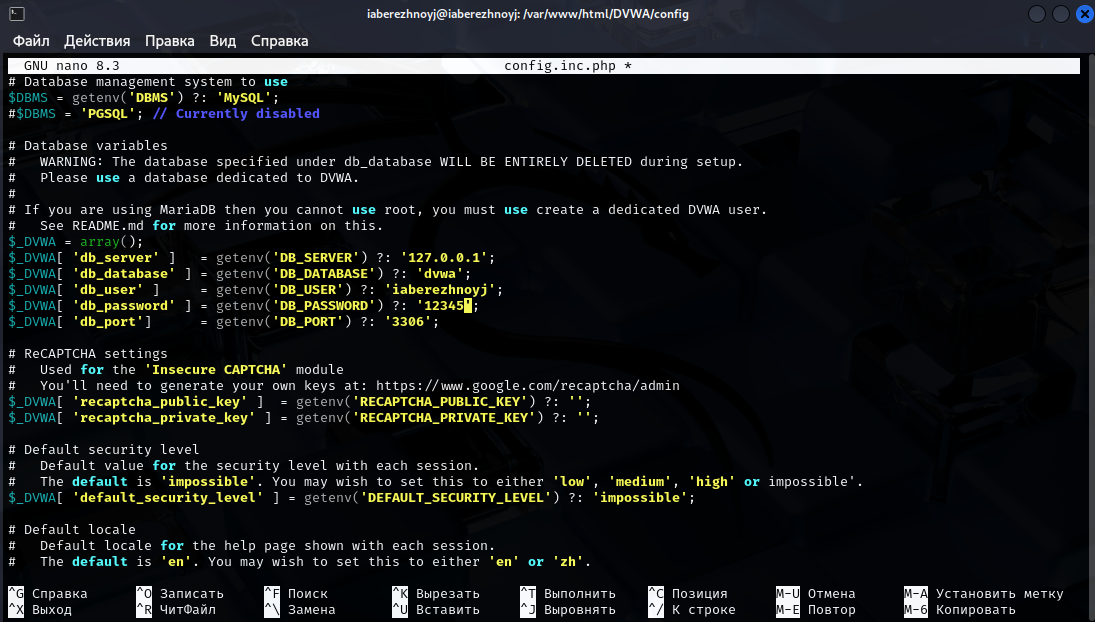 iaberezhnoyj@iaberezhnoyj: /var/www/html/DVWA/config
Файл Действия Правка Вид Справка
GNU nano 8.3 config.inc.php *
# Database management system to use
$DBMS = getenv('DBMS') ?: 'MySQL';
#$DBMS = 'PGSQL'; // Currently disabled
# Database variables
#   WARNING: The database specified under db_database WILL BE ENTIRELY DELETED during setup.
#   Please use a database dedicated to DVWA.
#
# If you are using MariaDB then you cannot use root, you must use create a dedicated DVWA user.
#   See README.md for more information on this.
$_DVWA = array();
$_DVWA[ 'db_server' ]   = getenv('DB_SERVER') ?: '127.0.0.1';
$_DVWA[ 'db_database' ] = getenv('DB_DATABASE') ?: 'dvwa';
$_DVWA[ 'db_user' ]     = getenv('DB_USER') ?: 'iaberezhnoyj';
$_DVWA[ 'db_password' ] = getenv('DB_PASSWORD') ?: '12345';
$_DVWA[ 'db_port']      = getenv('DB_PORT') ?: '3306';
# ReCAPTCHA settings
#   Used for the 'Insecure CAPTCHA' module
#   You'll need to generate your own keys at: https://www.google.com/recaptcha/admin
$_DVWA[ 'recaptcha_public_key' ]  = getenv('RECAPTCHA_PUBLIC_KEY') ?: '';
$_DVWA[ 'recaptcha_private_key' ] = getenv('RECAPTCHA_PRIVATE_KEY') ?: '';
# Default security level
#   Default value for the security level with each session.
#   The default is 'impossible'. You may wish to set this to either 'low', 'medium', 'high' or impossible'.
$_DVWA[ 'default_security_level' ] = getenv('DEFAULT_SECURITY_LEVEL') ?: 'impossible';
# Default locale
#   Default locale for the help page shown with each session.
#   The default is 'en'. You may wish to set this to either 'en' or 'zh'.
^G Справка ^O Записать ^F Поиск ^K Вырезать ^T Выполнить ^C Позиция M-U Отмена M-A Установить метку
^X Выход ^R ЧитФайл ^\ Замена ^U Вставить ^J Выровнять ^/ К строке M-E Повтор M-6 Копировать